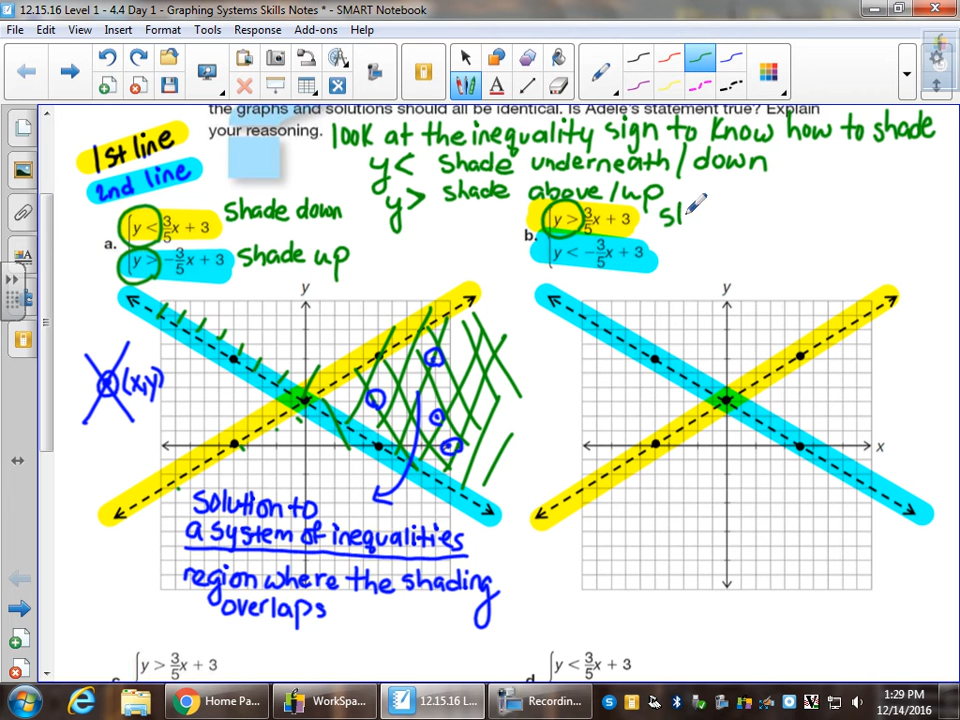 12.15.16 Level 1 - 4.4 Day 1 - Graphing Systems Skills Notes * - SMART Notebook
File Edit View Insert Format Tools Response Add-ons Help
the graphs and solutions should all be identical. Is Adele's statement true? Explain
your reasoning. look at the inequality sign to know how to shade
y < shade underneath/down
y > shade above/up
1st line
2nd line
shade down
a. y < 3/5x + 3
y > -3/5x + 3 shade up
b. y > 3/5x + 3 sh
y < -3/5x + 3
y
(x,y)
y
x
Solution to
a system of inequalities
region where the shading
overlaps
y > 3/5x + 3
d y < 3/5x + 3
Home Pa... WorkSpa... 12.15.16 L... Recordin...
1:29 PM
12/14/2016